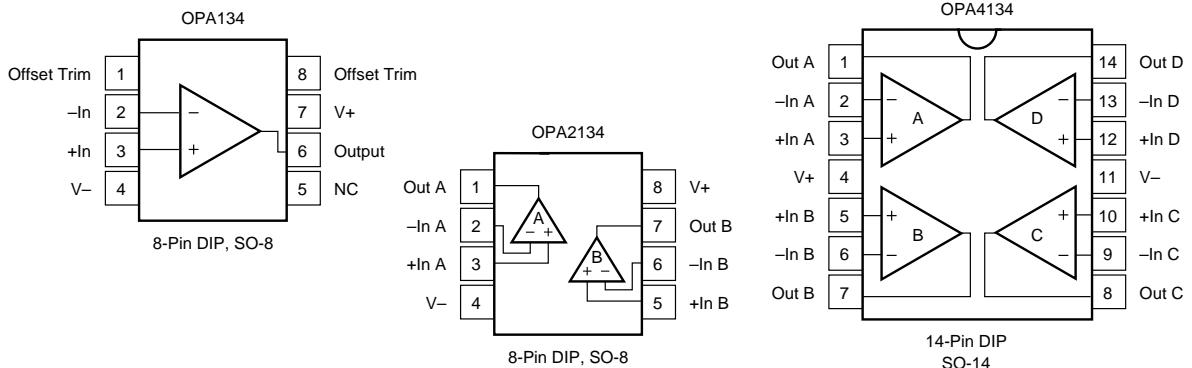 OPA134
Offset Trim 1 8 Offset Trim
–In 2 7 V+
+In 3 6 Output
V– 4 5 NC
8-Pin DIP, SO-8
OPA2134
Out A 1 8 V+
–In A 2 7 Out B
+In A 3 6 –In B
V– 4 5 +In B
A
– +
B
+ –
8-Pin DIP, SO-8
OPA4134
Out A 1 14 Out D
–In A 2 – – 13 –In D
A D
+In A 3 + + 12 +In D
V+ 4 11 V–
+In B 5 + + 10 +In C
B C
–In B 6 – – 9 –In C
Out B 7 8 Out C
14-Pin DIP
SO-14